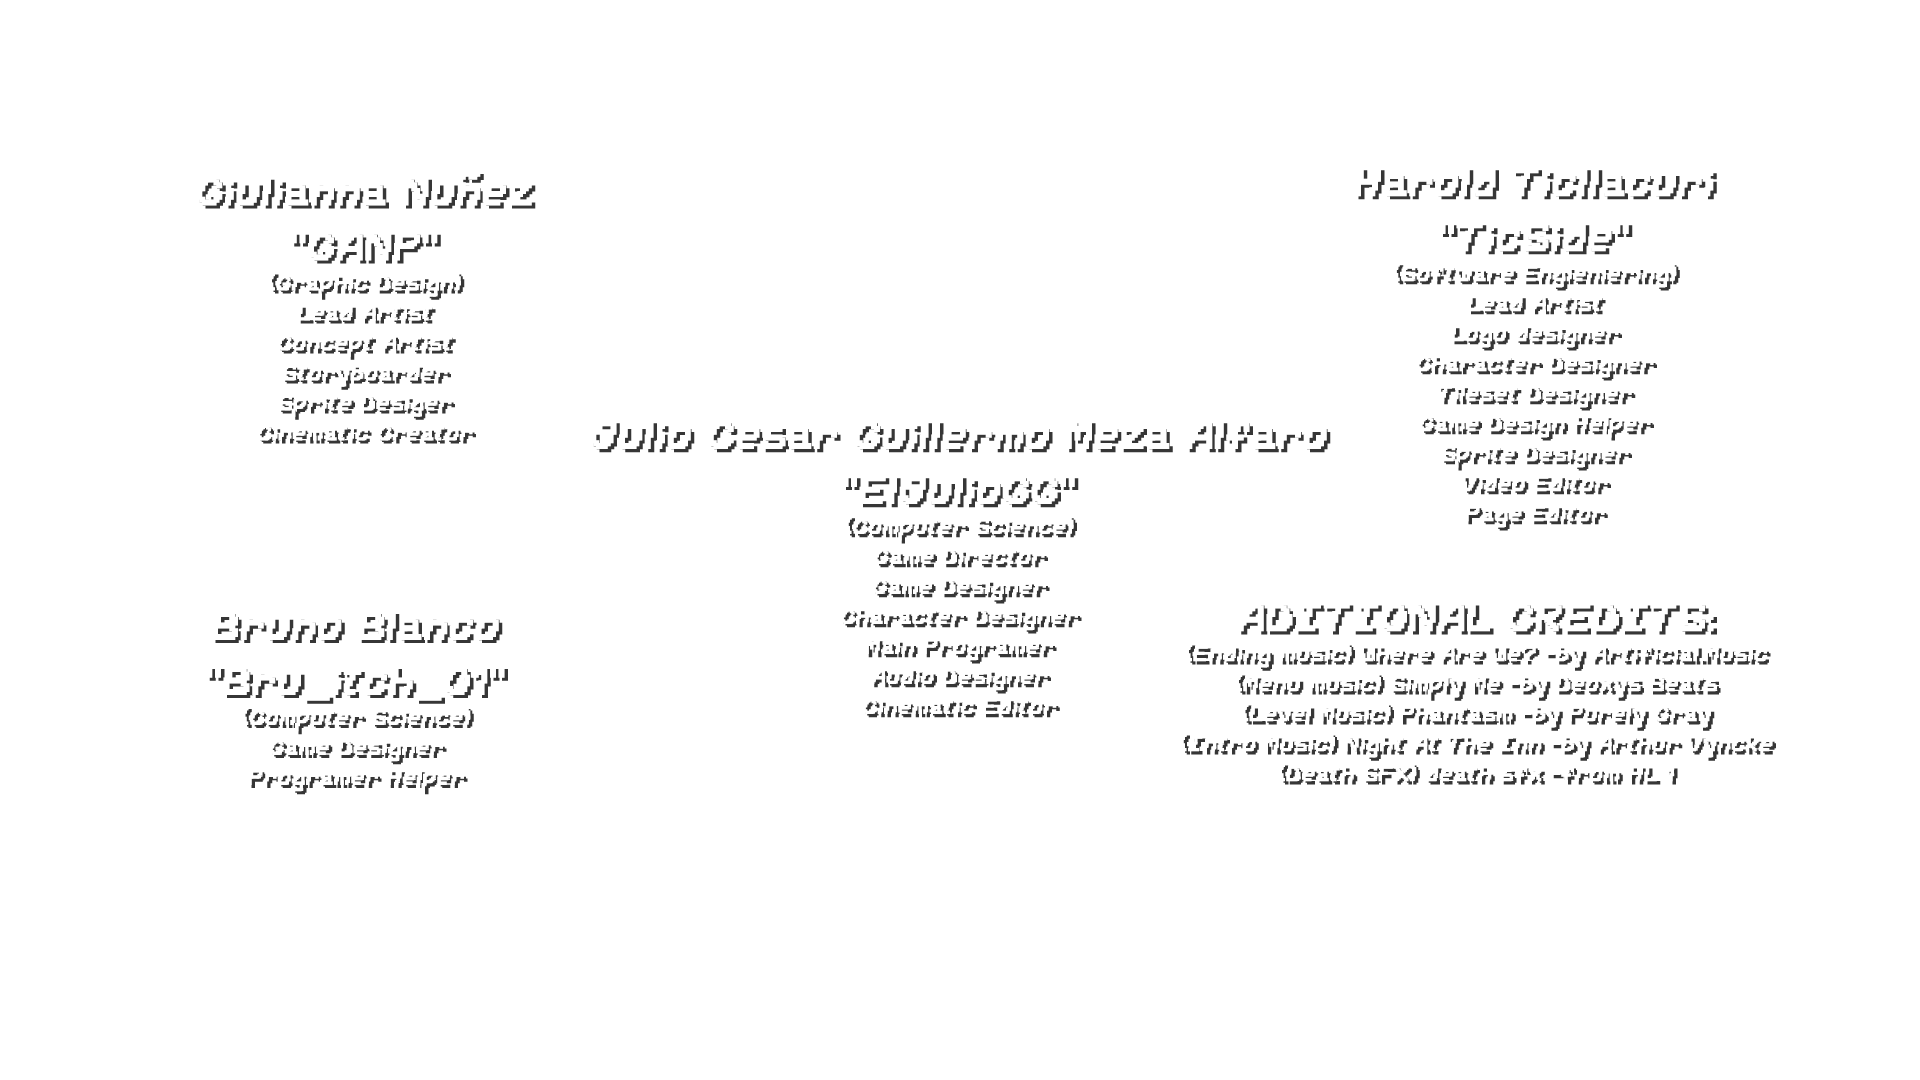 Giulianna Nuñez
"GANP"
(Graphic Design)
Lead Artist
Concept Artist
Storyboarder
Sprite Desiger
Cinematic Creator
Bruno Blanco
"Bru_itch_01"
(Computer Science)
Game Designer
Programer Helper
Julio Cesar Guillermo Meza Alfaro
"ElJulioGG"
(Computer Science)
Game Director
Game Designer
Character Designer
Main Programer
Audio Designer
Cinematic Editor
Harold Ticllacuri
"TicSide"
(Software Engieniering)
Lead Artist
Logo designer
Character Designer
Tileset Designer
Game Design Helper
Sprite Designer
Video Editor
Page Editor
ADITIONAL CREDITS:
(Ending music) Where Are We? -by Artificial.Music
(Menu music) Simply Me -by Deoxys Beats
(Level Music) Phantasm -by Purely Gray
(Intro Music) Night At The Inn -by Arthur Vyncke
(Death SFX) death sfx -from HL 1